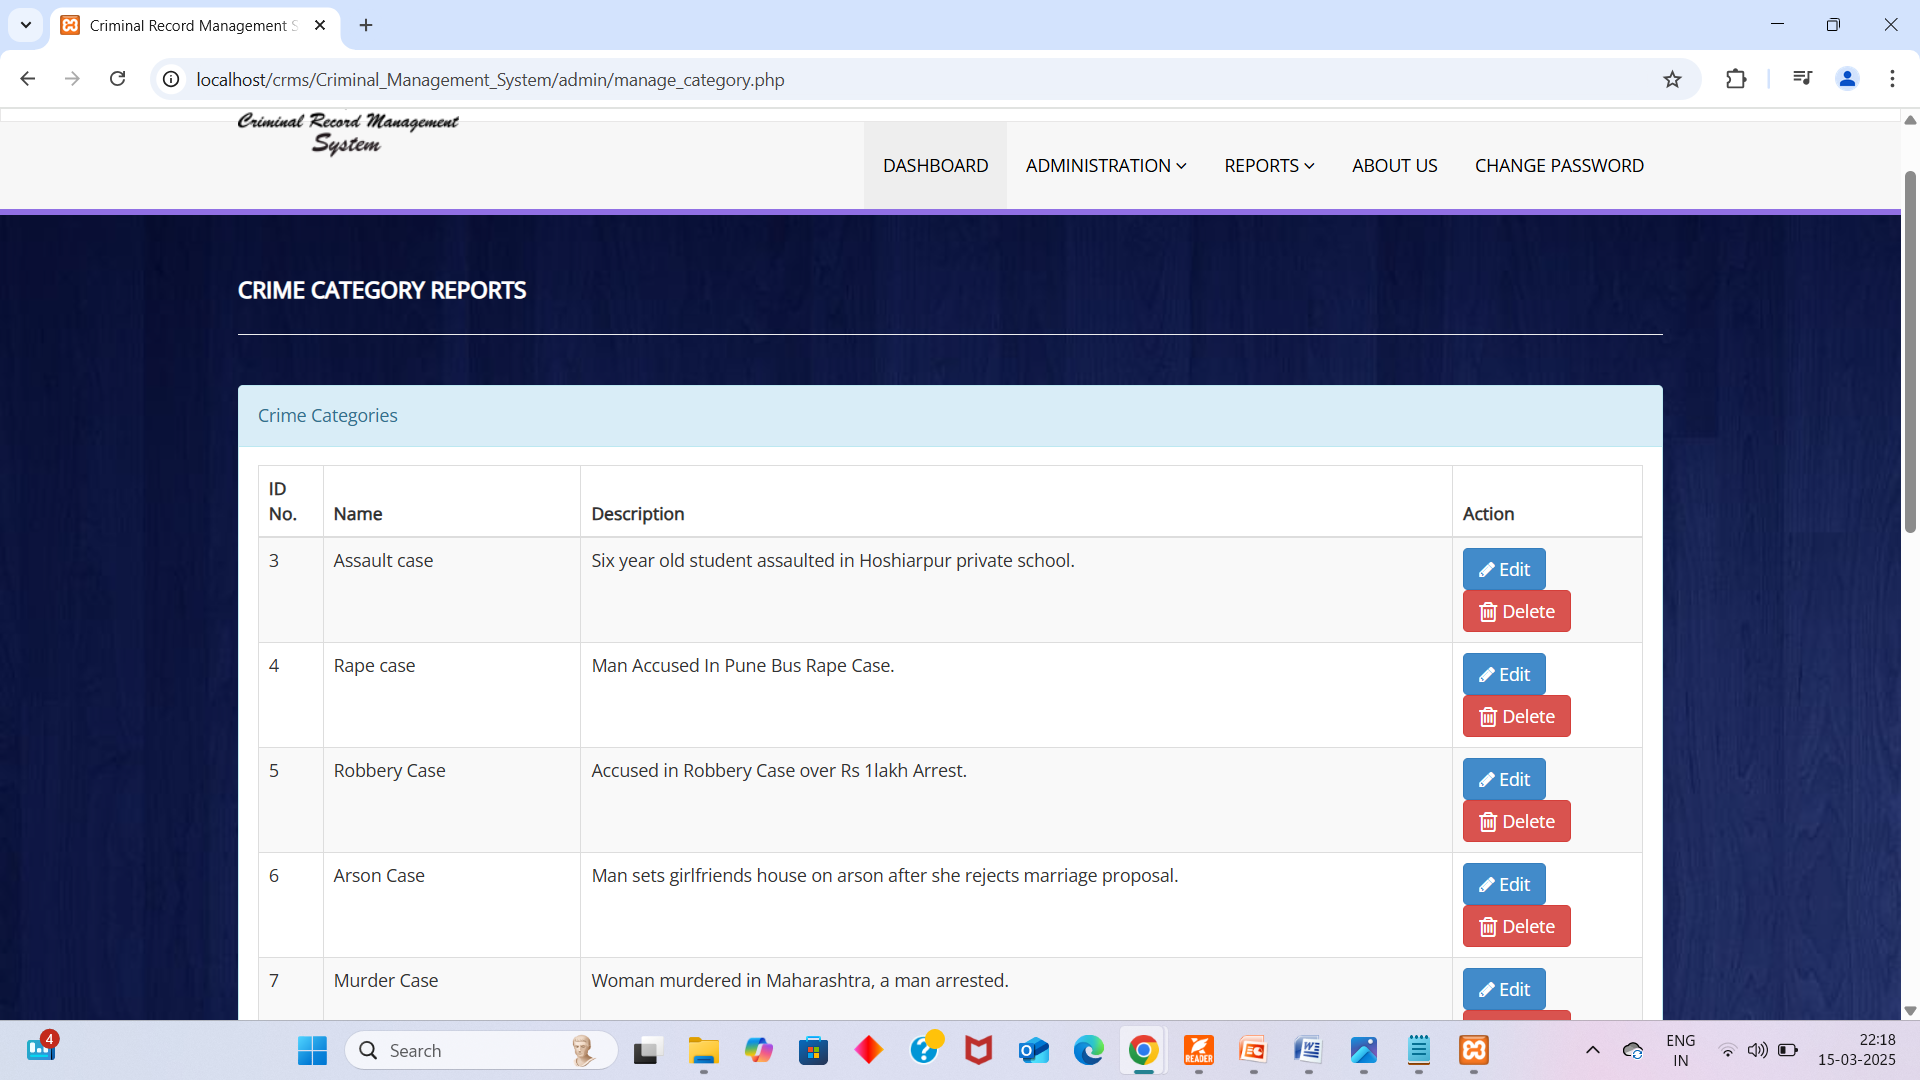 Criminal Record Management S
localhost/crms/Criminal_Management_System/admin/manage_category.php
Criminal Record Management
System
DASHBOARD ADMINISTRATION REPORTS ABOUT US CHANGE PASSWORD
CRIME CATEGORY REPORTS
Crime Categories
ID No. Name Description Action
3 Assault case Six year old student assaulted in Hoshiarpur private school. Edit
Delete
4 Rape case Man Accused In Pune Bus Rape Case. Edit
Delete
5 Robbery Case Accused in Robbery Case over Rs 1lakh Arrest. Edit
Delete
6 Arson Case Man sets girlfriends house on arson after she rejects marriage proposal. Edit
Delete
7 Murder Case Woman murdered in Maharashtra, a man arrested. Edit
4 Search READER ENG 22:18
IN 15-03-2025